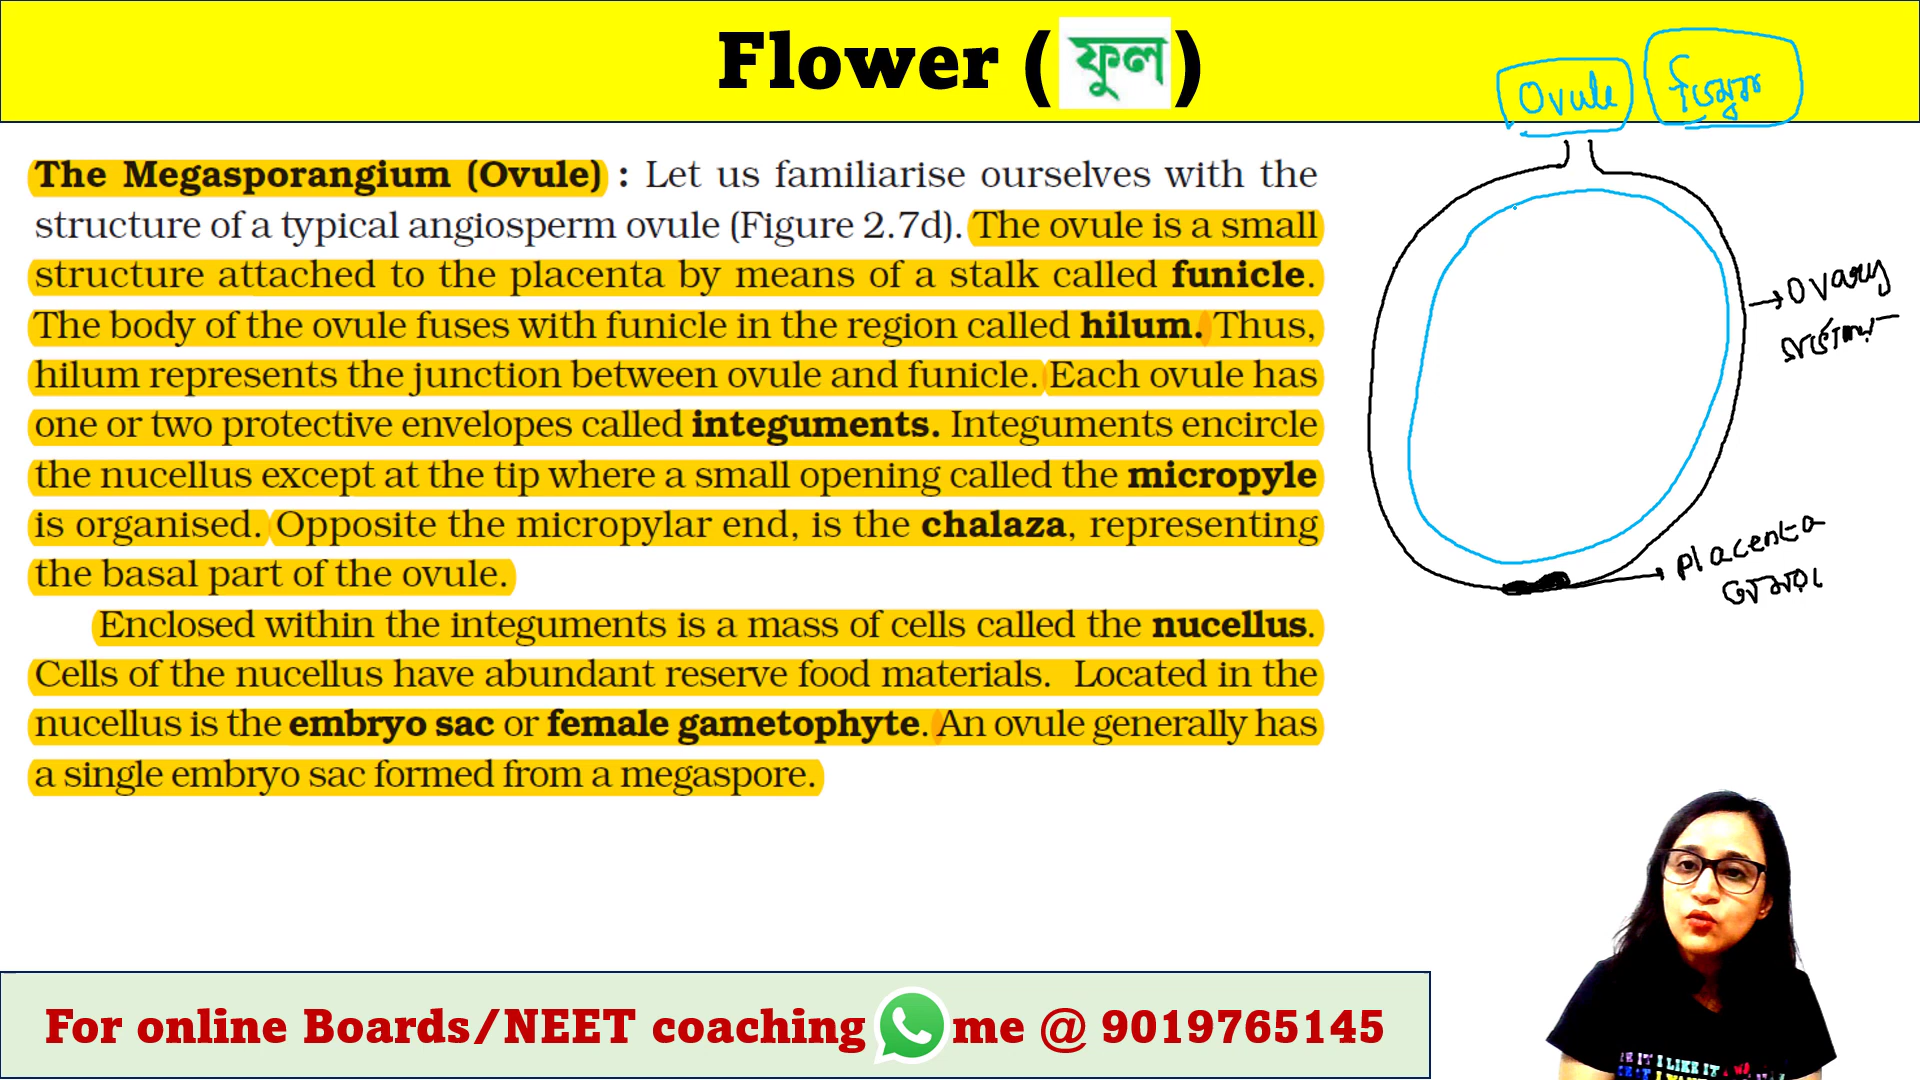 Flower (ফুল)
Ovule ডিম্বক
The Megasporangium (Ovule) : Let us familiarise ourselves with the
structure of a typical angiosperm ovule (Figure 2.7d). The ovule is a small
structure attached to the placenta by means of a stalk called funicle.
The body of the ovule fuses with funicle in the region called hilum. Thus,
hilum represents the junction between ovule and funicle. Each ovule has
one or two protective envelopes called integuments. Integuments encircle
the nucellus except at the tip where a small opening called the micropyle
is organised. Opposite the micropylar end, is the chalaza, representing
the basal part of the ovule.
Enclosed within the integuments is a mass of cells called the nucellus.
Cells of the nucellus have abundant reserve food materials. Located in the
nucellus is the embryo sac or female gametophyte. An ovule generally has
a single embryo sac formed from a megaspore.
ovary
placenta
For online Boards/NEET coaching me @ 9019765145